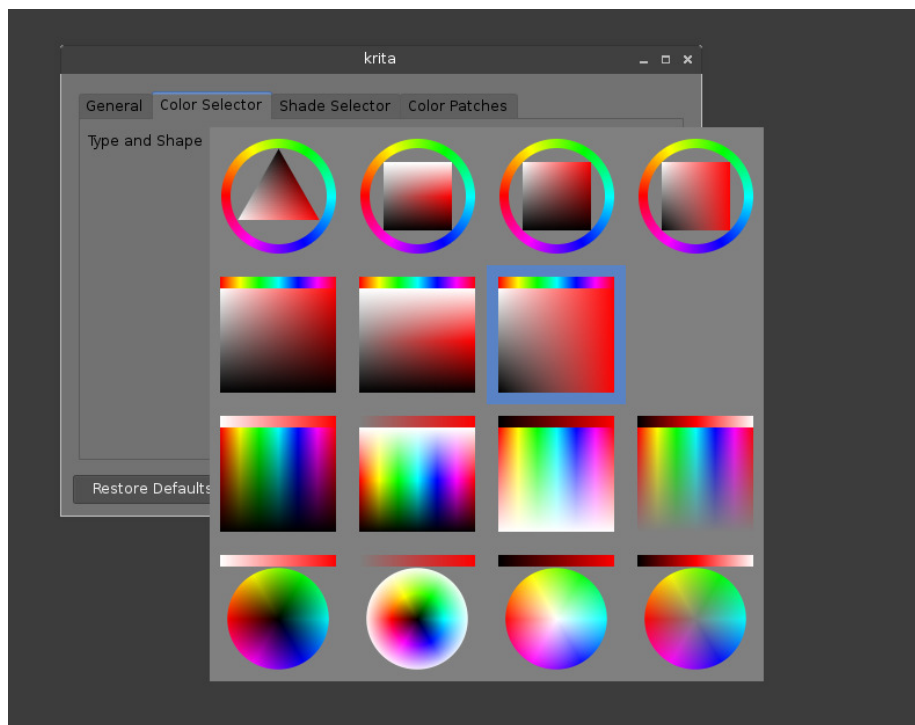 krita
General Color Selector Shade Selector Color Patches
Type and Shape
Restore Defaults